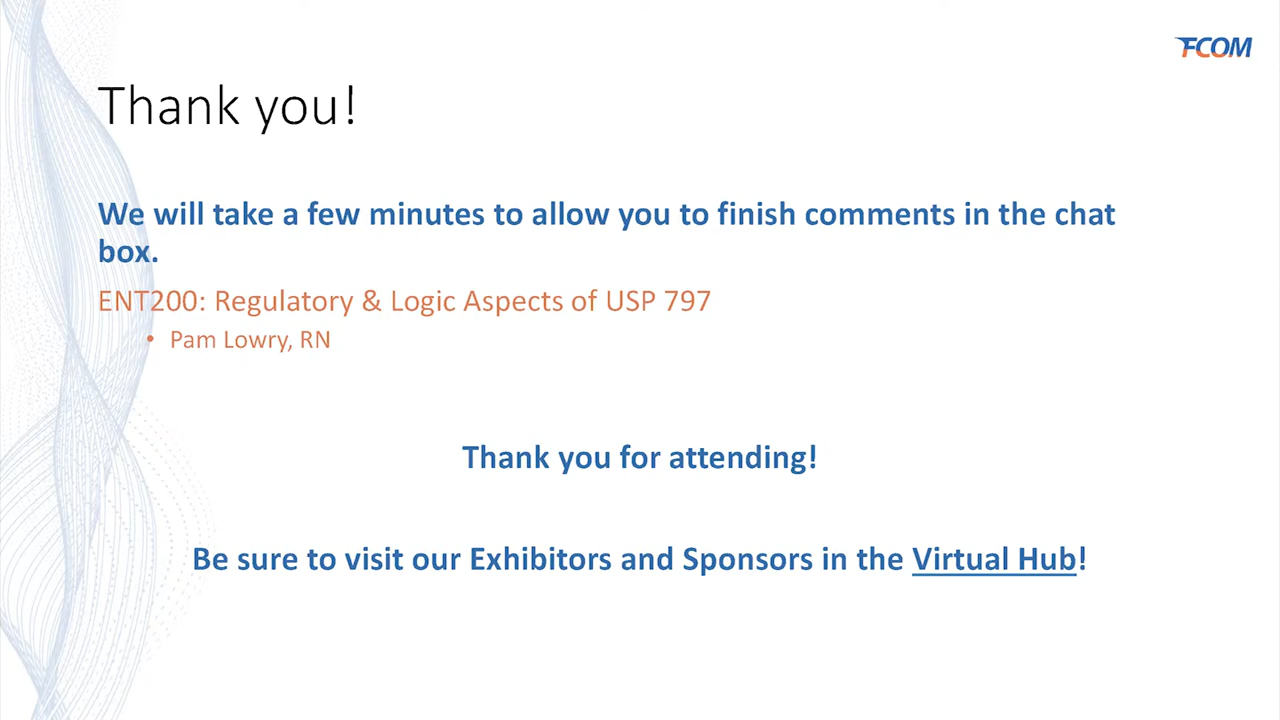 FCOM
Thank you!
We will take a few minutes to allow you to finish comments in the chat
box.
ENT200: Regulatory & Logic Aspects of USP 797
• Pam Lowry, RN
Thank you for attending!
Be sure to visit our Exhibitors and Sponsors in the Virtual Hub!